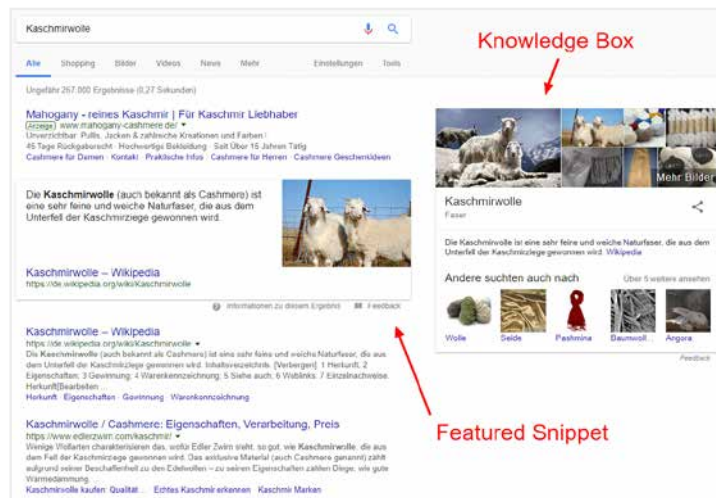 Kaschmirwolle
Alle Shopping Bilder Videos News Mehr Einstellungen Tools
Ungefähr 267.000 Ergebnisse (0,27 Sekunden)
Mahogany - reines Kaschmir | Für Kaschmir Liebhaber
Anzeige www.mahogany-cashmere.de/
Unverzichtbar: Pullis, Jacken & zahlreiche Kreationen und Farben !
45 Tage Rückgaberecht · Hochwertige Bekleidung · Seit Über 15 Jahren Tätig
Cashmere für Damen · Kontakt · Praktische Infos · Cashmere für Herren · Cashmere Geschenkideen
Die Kaschmirwolle (auch bekannt als Cashmere) ist
eine sehr feine und weiche Naturfaser, die aus dem
Unterfell der Kaschmirziege gewonnen wird.
Kaschmirwolle – Wikipedia
https://de.wikipedia.org/wiki/Kaschmirwolle
Informationen zu diesem Ergebnis Feedback
Kaschmirwolle – Wikipedia
https://de.wikipedia.org/wiki/Kaschmirwolle
Die Kaschmirwolle (auch bekannt als Cashmere) ist eine sehr feine und weiche Naturfaser, die aus
dem Unterfell der Kaschmirziege gewonnen wird. Inhaltsverzeichnis. [Verbergen]. 1 Herkunft; 2
Eigenschaften; 3 Gewinnung; 4 Warenkennzeichnung; 5 Siehe auch; 6 Weblinks; 7 Einzelnachweise.
Herkunft[Bearbeiten ...
Herkunft · Eigenschaften · Gewinnung · Warenkennzeichnung
Kaschmirwolle / Cashmere: Eigenschaften, Verarbeitung, Preis
https://www.edlerzwirn.com/kaschmir/
Wenige Wollarten charakterisieren das, wofür Edler Zwirn steht, so gut, wie Kaschmirwolle, die aus
dem Fell der Kaschmirziege gewonnen wird. Das exklusive Material (auch Cashmere genannt) zählt
aufgrund seiner Beschaffenheit zu den Edelwollen – zu seinen Eigenschaften zählen Dinge, wie gute
Wärmedämmung. ...
Kaschmirwolle kaufen: Qualität... · Echtes Kaschmir erkennen · Kaschmir Marken
Knowledge Box
Mehr Bilder
Kaschmirwolle
Faser
Die Kaschmirwolle ist eine sehr feine und weiche Naturfaser, die aus dem
Unterfell der Kaschmirziege gewonnen wird. Wikipedia
Andere suchten auch nach Über 5 weitere ansehen
Wolle Seide Pashmina Baumwoll... Angora
Feedback
Featured Snippet